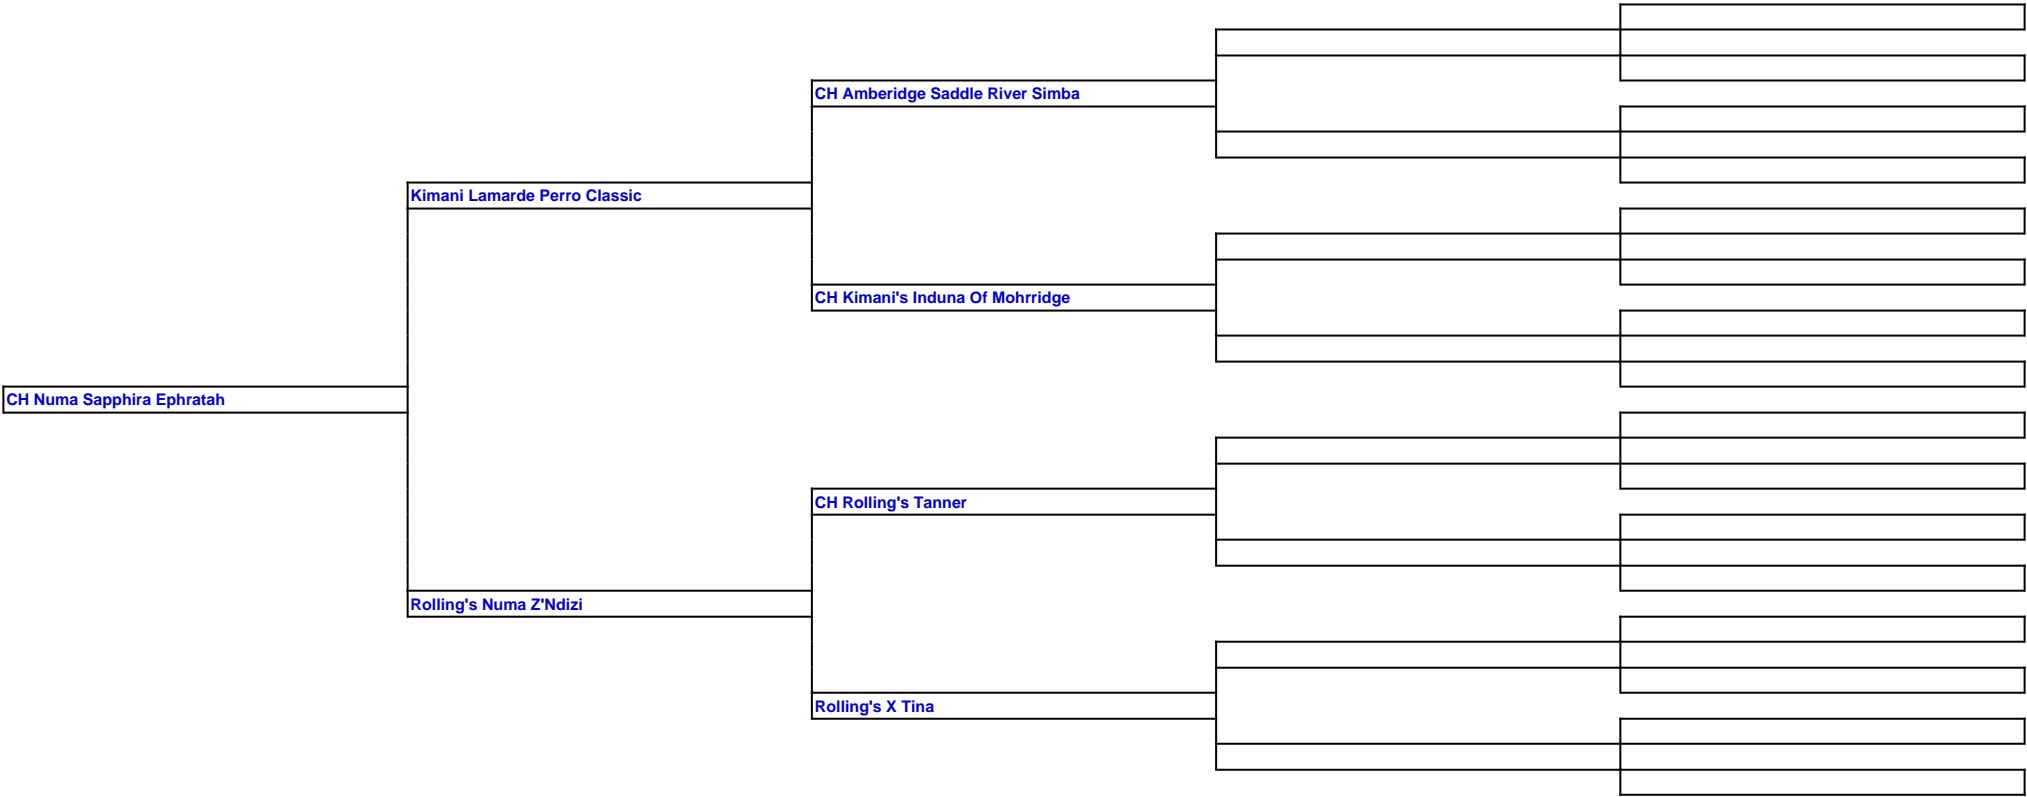 CH Amberidge Saddle River Simba
Kimani Lamarde Perro Classic
CH Kimani's Induna Of Mohrridge
CH Numa Sapphira Ephratah
CH Rolling's Tanner
Rolling's Numa Z'Ndizi
Rolling's X Tina